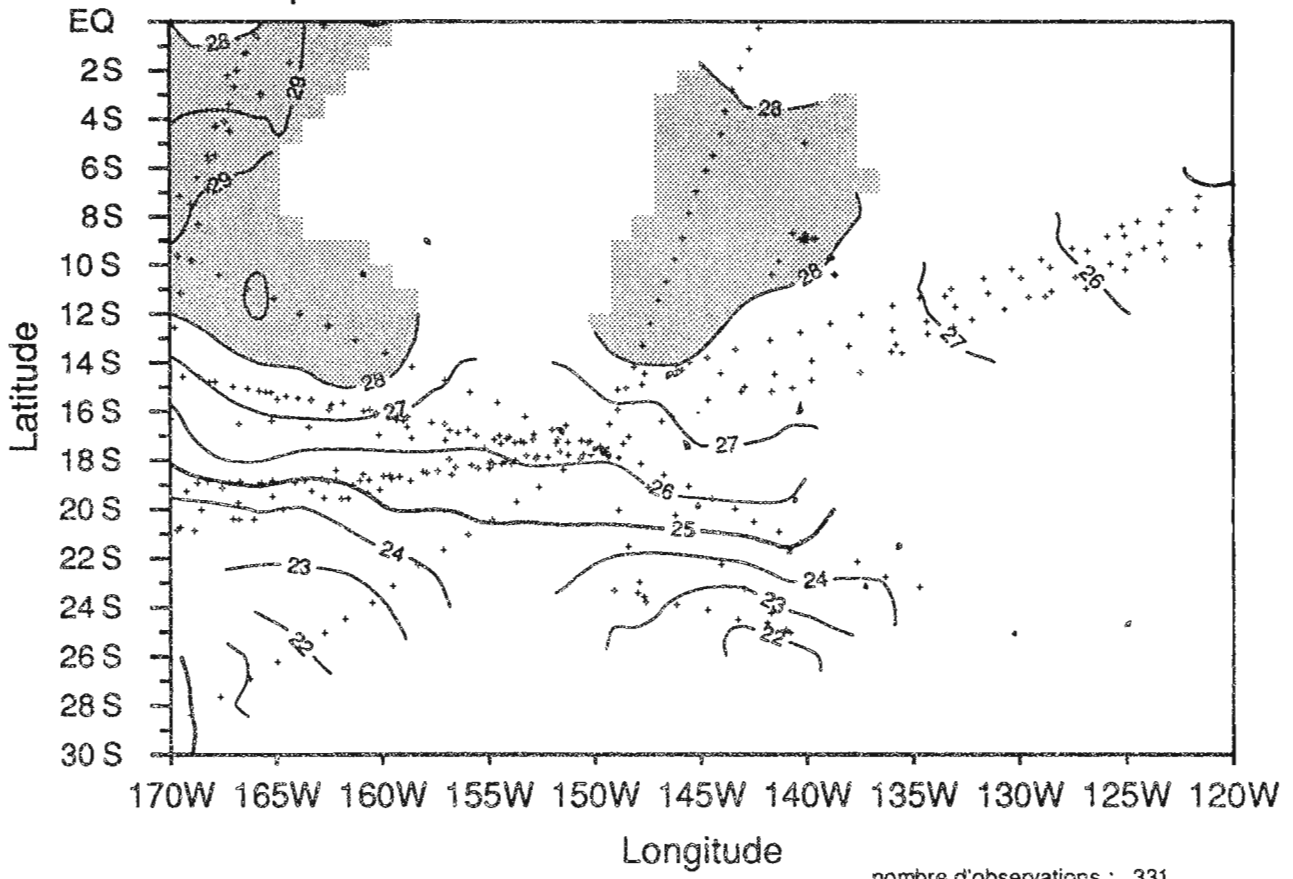 EQ
2S
4S
6S
8S
10S
12S
14S
16S
18S
20S
22S
24S
26S
28S
30S
Latitude
28
29
29
28
27
28
28
27
26
25
24
23
22
24
23
22
27
26
170W 165W 160W 155W 150W 145W 140W 135W 130W 125W 120W
Longitude
nombre d'observations : 331